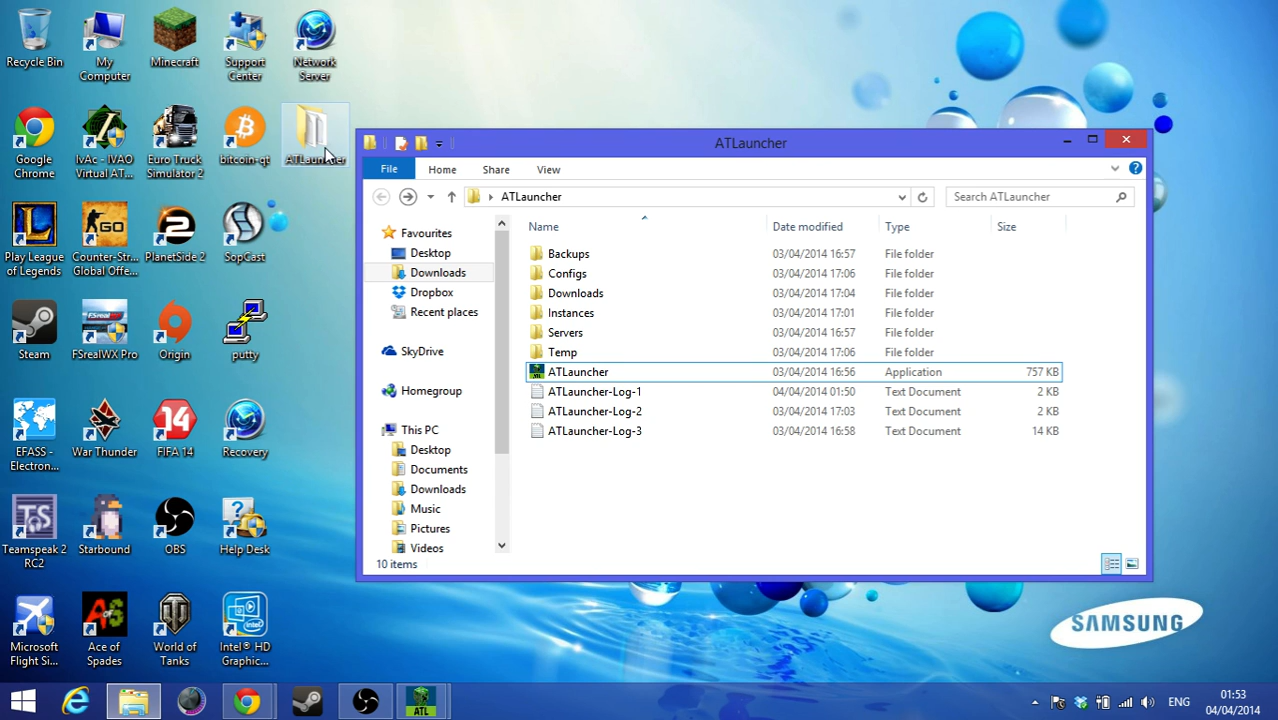 Recycle Bin
My
Computer
Minecraft
Support
Center
Network
Server
Google
Chrome
IvAc - IVAO
Virtual AT...
Euro Truck
Simulator 2
bitcoin-qt
ATLauncher
Play League
of Legends
GO
Counter-Str...
Global Offe...
2
PlanetSide 2
SopCast
Steam
FSrealWX
FSrealWX Pro
Origin
putty
EFASS -
Electron...
War Thunder
14
FIFA 14
Recovery
TS
Teamspeak 2
RC2
Starbound
OBS
Help Desk
Microsoft
Flight Si...
AoS
Ace of
Spades
World of
Tanks
intel
Intel® HD
Graphic...
ATLauncher
File
Home
Share
View
ATLauncher
Search ATLauncher
Favourites
Desktop
Downloads
Dropbox
Recent places
SkyDrive
Homegroup
This PC
Desktop
Documents
Downloads
Music
Pictures
Videos
Name Date modified Type Size
Backups 03/04/2014 16:57 File folder
Configs 03/04/2014 17:06 File folder
Downloads 03/04/2014 17:04 File folder
Instances 03/04/2014 17:01 File folder
Servers 03/04/2014 16:57 File folder
Temp 03/04/2014 17:06 File folder
ATLauncher 03/04/2014 16:56 Application 757 KB
ATLauncher-Log-1 04/04/2014 01:50 Text Document 2 KB
ATLauncher-Log-2 03/04/2014 17:03 Text Document 2 KB
ATLauncher-Log-3 03/04/2014 16:58 Text Document 14 KB
10 items
SAMSUNG
ATL
ENG
01:53
04/04/2014